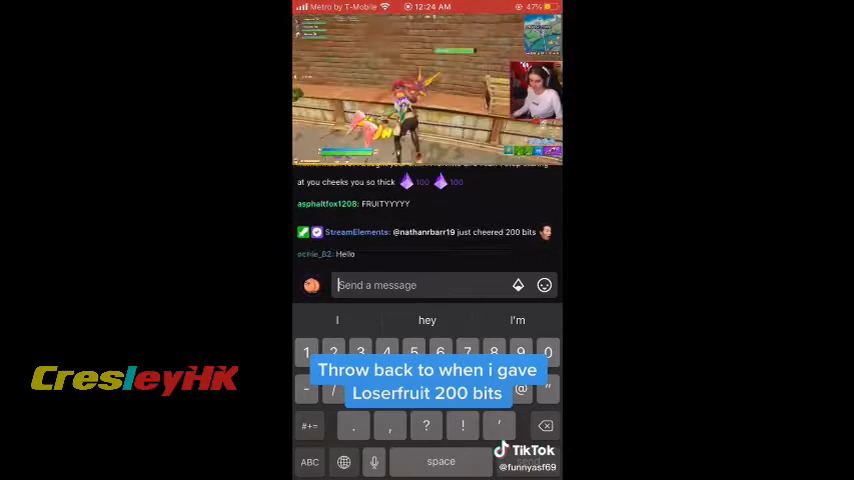 Metro by T-Mobile 12:24 AM 47%
at you cheeks you so thick 100 100
asphaltfox1208: FRUITYYYY
StreamElements: @nathanrbarr19 just cheered 200 bits
Hello
Send a message
I hey I'm
1 2 3 4 5 6 7 8 9 0
Throw back to when i gave
Loserfruit 200 bits
- / @ "
#+= . , ? ! '
ABC space
CresleyHK
TikTok
@funnyasf69